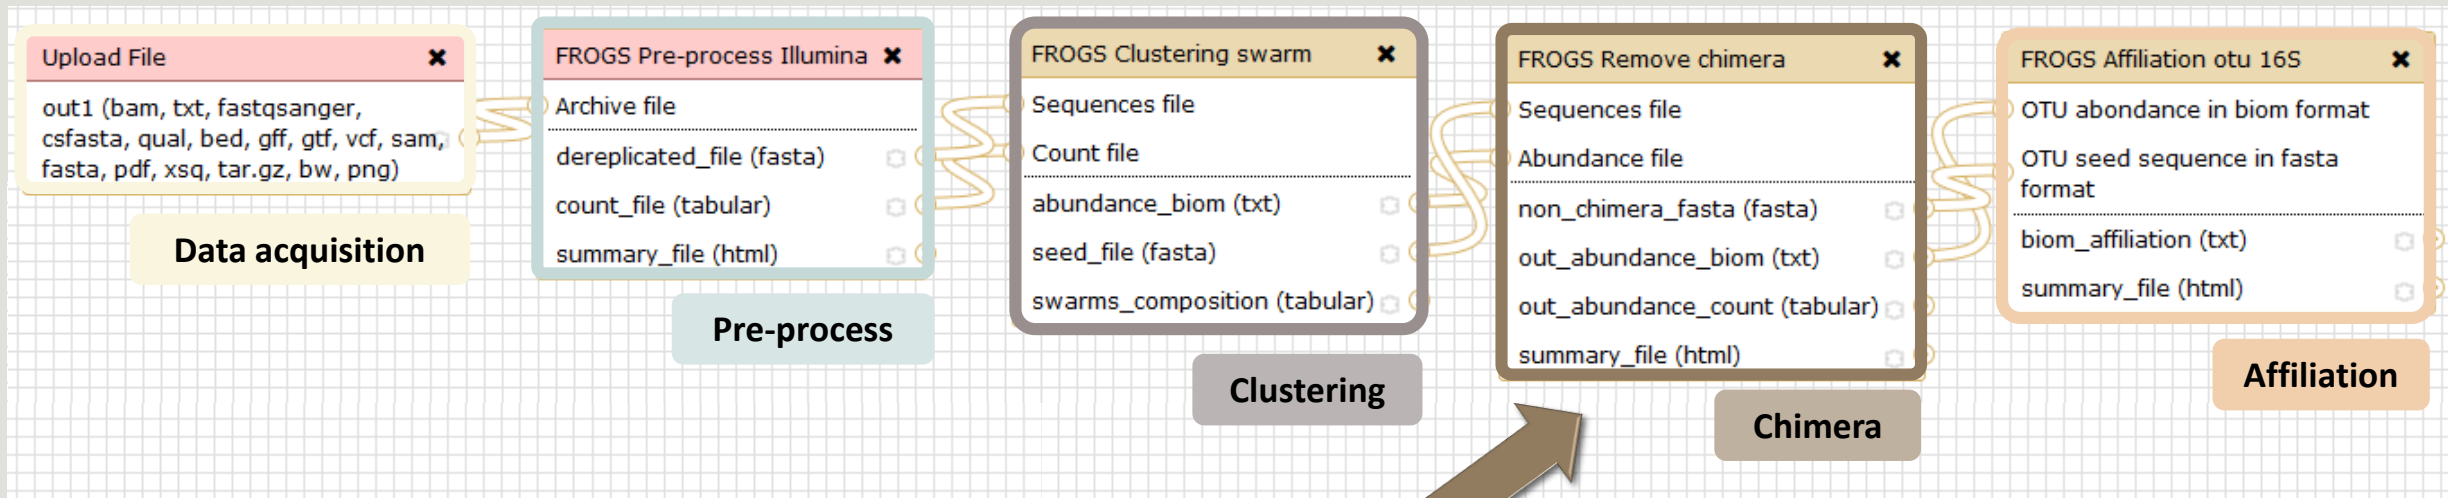 Upload File
out1 (bam, txt, fastqsanger,
csfasta, qual, bed, gff, gtf, vcf, sam,
fasta, pdf, xsq, tar.gz, bw, png)
Data acquisition
FROGS Pre-process Illumina
Archive file
dereplicated_file (fasta)
count_file (tabular)
summary_file (html)
Pre-process
FROGS Clustering swarm
Sequences file
Count file
abundance_biom (txt)
seed_file (fasta)
swarms_composition (tabular)
Clustering
FROGS Remove chimera
Sequences file
Abundance file
non_chimera_fasta (fasta)
out_abundance_biom (txt)
out_abundance_count (tabular)
summary_file (html)
Chimera
FROGS Affiliation otu 16S
OTU abondance in biom format
OTU seed sequence in fasta
format
biom_affiliation (txt)
summary_file (html)
Affiliation